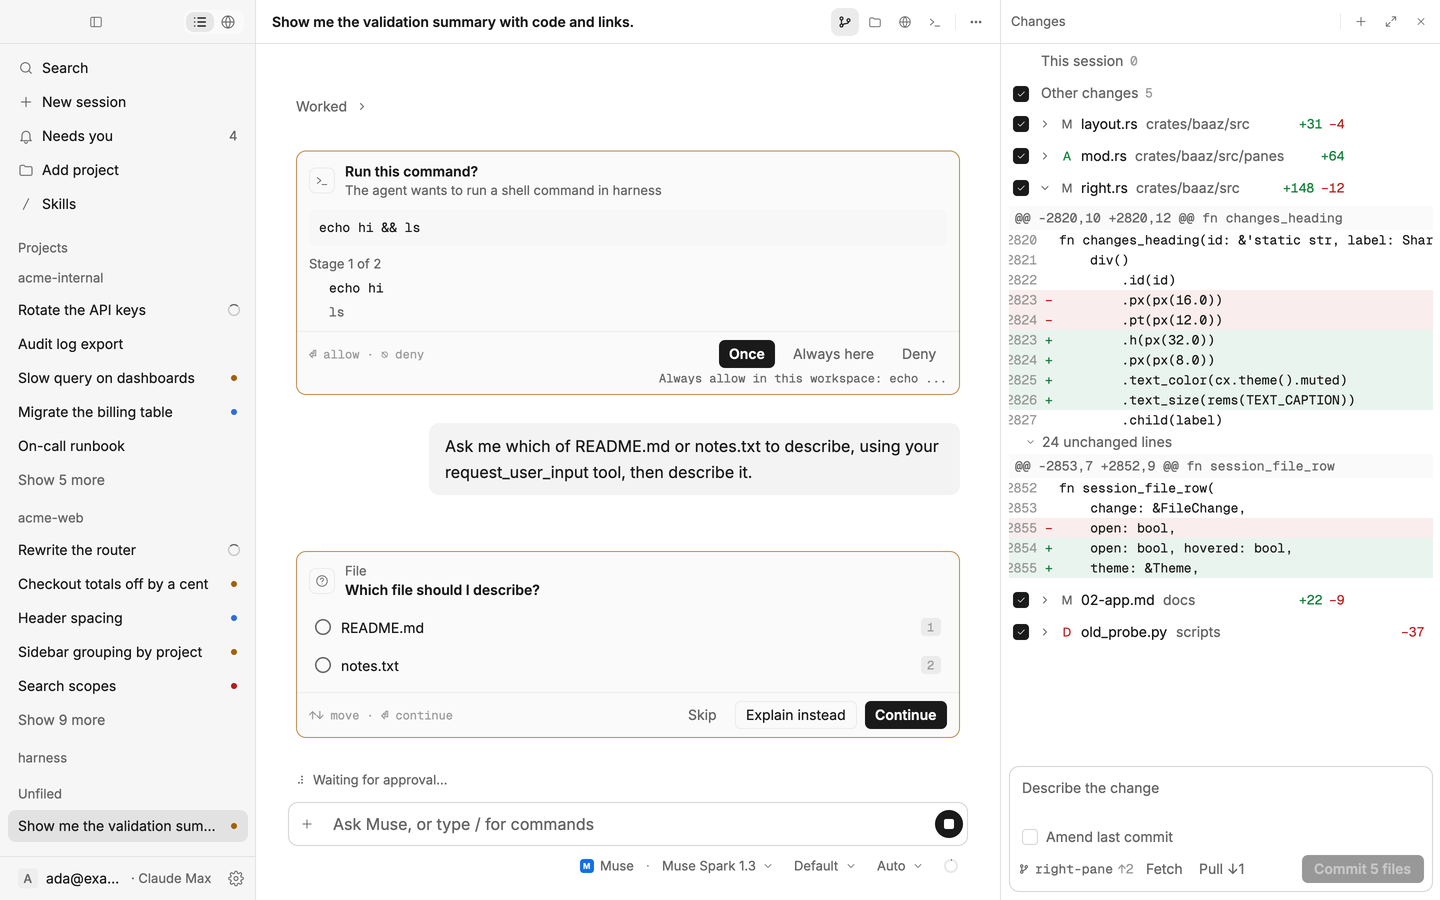 Search
New session
Needs you 4
Add project
Skills
Projects
acme-internal
Rotate the API keys
Audit log export
Slow query on dashboards
Migrate the billing table
On-call runbook
Show 5 more
acme-web
Rewrite the router
Checkout totals off by a cent
Header spacing
Sidebar grouping by project
Search scopes
Show 9 more
harness
Unfiled
Show me the validation sum...
A ada@exa... · Claude Max
Show me the validation summary with code and links.
Worked
Run this command?
The agent wants to run a shell command in harness
echo hi && ls
Stage 1 of 2
echo hi
ls
allow · deny
Once Always here Deny
Always allow in this workspace: echo ...
Ask me which of README.md or notes.txt to describe, using your
request_user_input tool, then describe it.
File
Which file should I describe?
README.md 1
notes.txt 2
↑↓ move · continue
Skip Explain instead Continue
Waiting for approval...
Ask Muse, or type / for commands
M Muse · Muse Spark 1.3 Default Auto
Changes
This session 0
Other changes 5
M layout.rs crates/baaz/src +31 −4
A mod.rs crates/baaz/src/panes +64
M right.rs crates/baaz/src +148 −12
@@ -2820,10 +2820,12 @@ fn changes_heading
2820 fn changes_heading(id: &'static str, label: Shar
2821 div()
2822 .id(id)
2823 − .px(px(16.0))
2824 − .pt(px(12.0))
2823 + .h(px(32.0))
2824 + .px(px(8.0))
2825 + .text_color(cx.theme().muted)
2826 + .text_size(rems(TEXT_CAPTION))
2827 .child(label)
24 unchanged lines
@@ -2853,7 +2852,9 @@ fn session_file_row
2852 fn session_file_row(
2853 change: &FileChange,
2855 − open: bool,
2854 + open: bool, hovered: bool,
2855 + theme: &Theme,
M 02-app.md docs +22 −9
D old_probe.py scripts −37
Describe the change
Amend last commit
right-pane ↑2 Fetch Pull ↓1 Commit 5 files